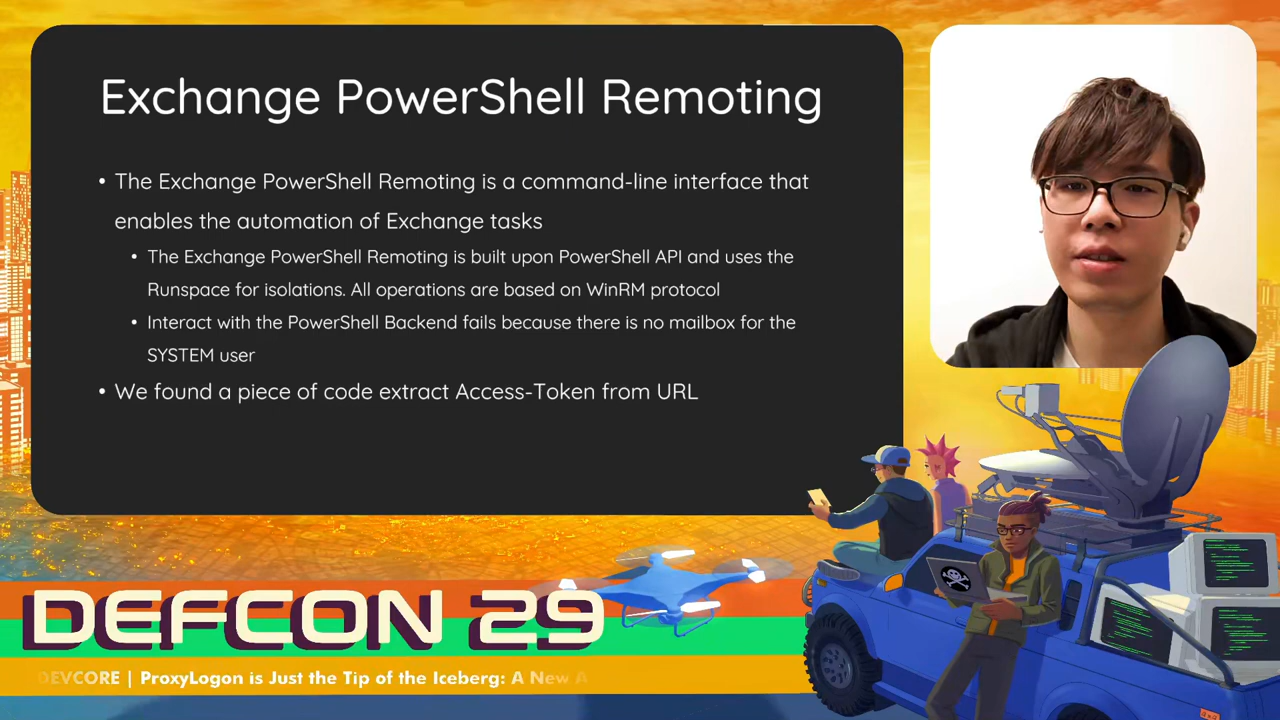 Exchange PowerShell Remoting
• The Exchange PowerShell Remoting is a command-line interface that
enables the automation of Exchange tasks
• The Exchange PowerShell Remoting is built upon PowerShell API and uses the
Runspace for isolations. All operations are based on WinRM protocol
• Interact with the PowerShell Backend fails because there is no mailbox for the
SYSTEM user
• We found a piece of code extract Access-Token from URL
DEFCON 29
DEVCORE | ProxyLogon is Just the Tip of the Iceberg: A New A